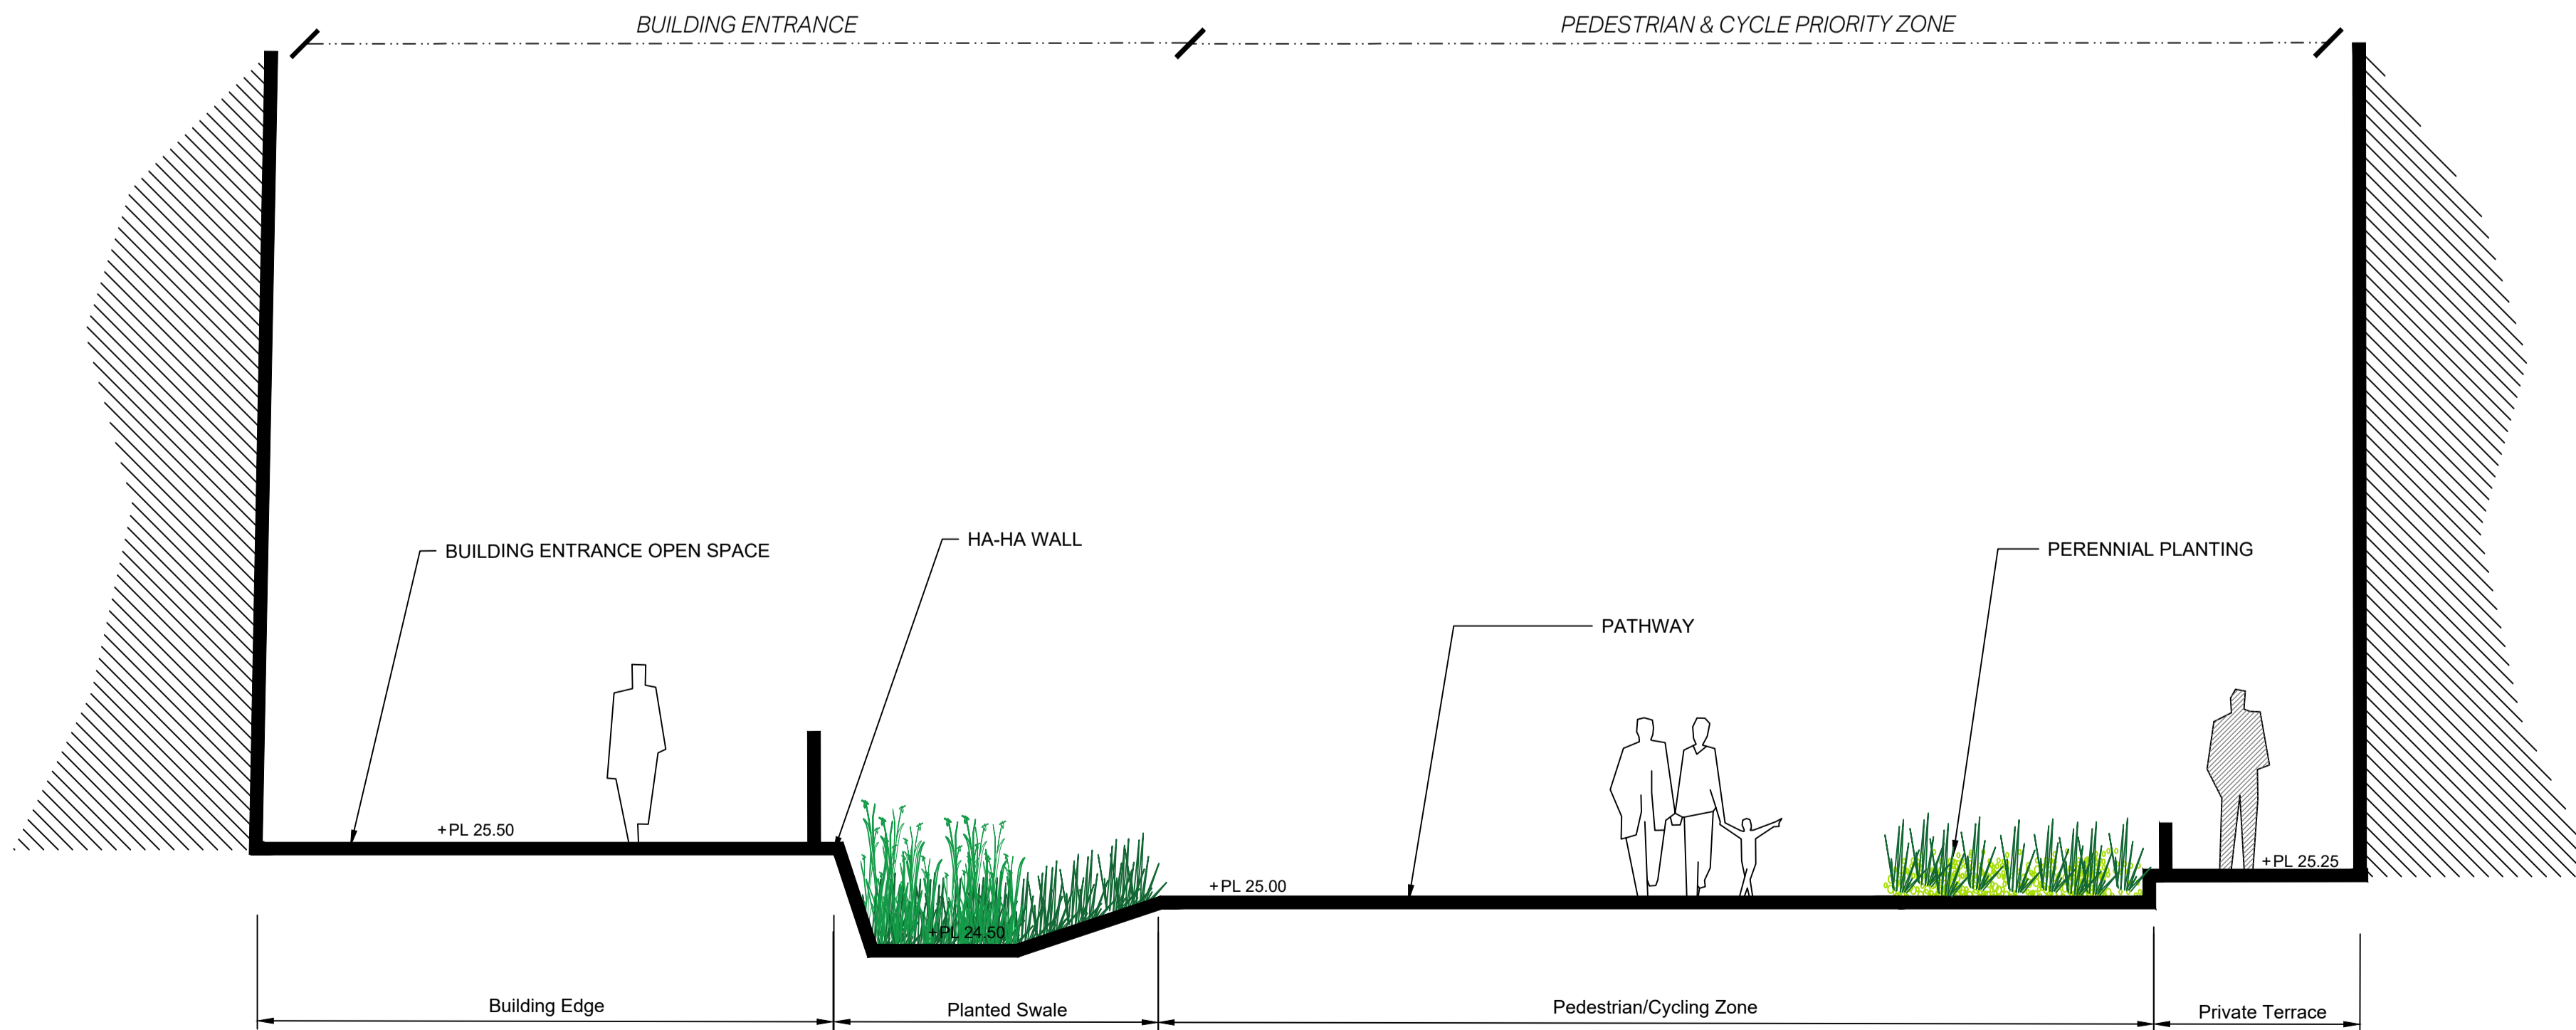 BUILDING ENTRANCE
PEDESTRIAN & CYCLE PRIORITY ZONE
HA-HA WALL
BUILDING ENTRANCE OPEN SPACE
PERENNIAL PLANTING
PATHWAY
+PL 25.50
+PL 25.25
+PL 25.00
+PL 24.50
Building Edge
Planted Swale
Pedestrian/Cycling Zone
Private Terrace